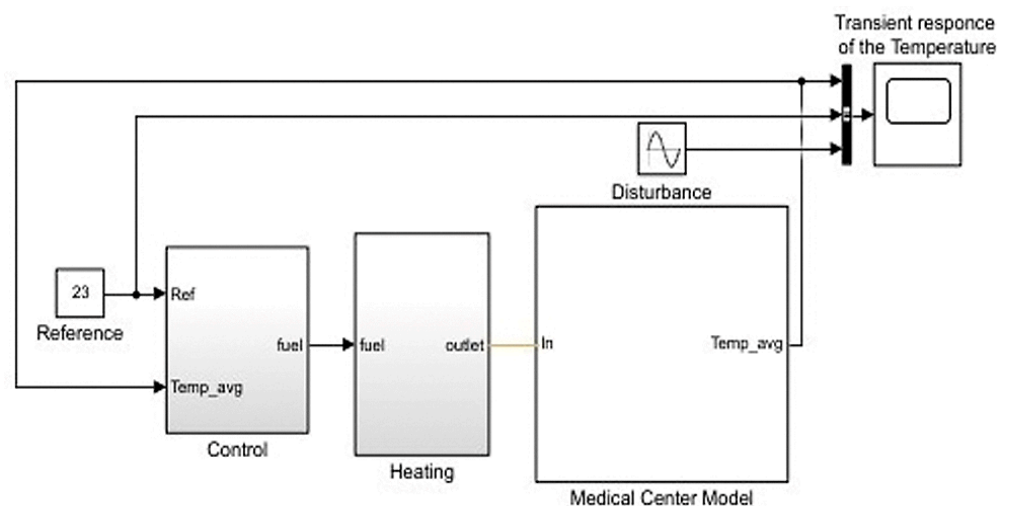 Transient responce
of the Temperature
Disturbance
23
Reference
Ref
fuel
Temp_avg
Control
fuel
outlet
Heating
In
Temp_avg
Medical Center Model